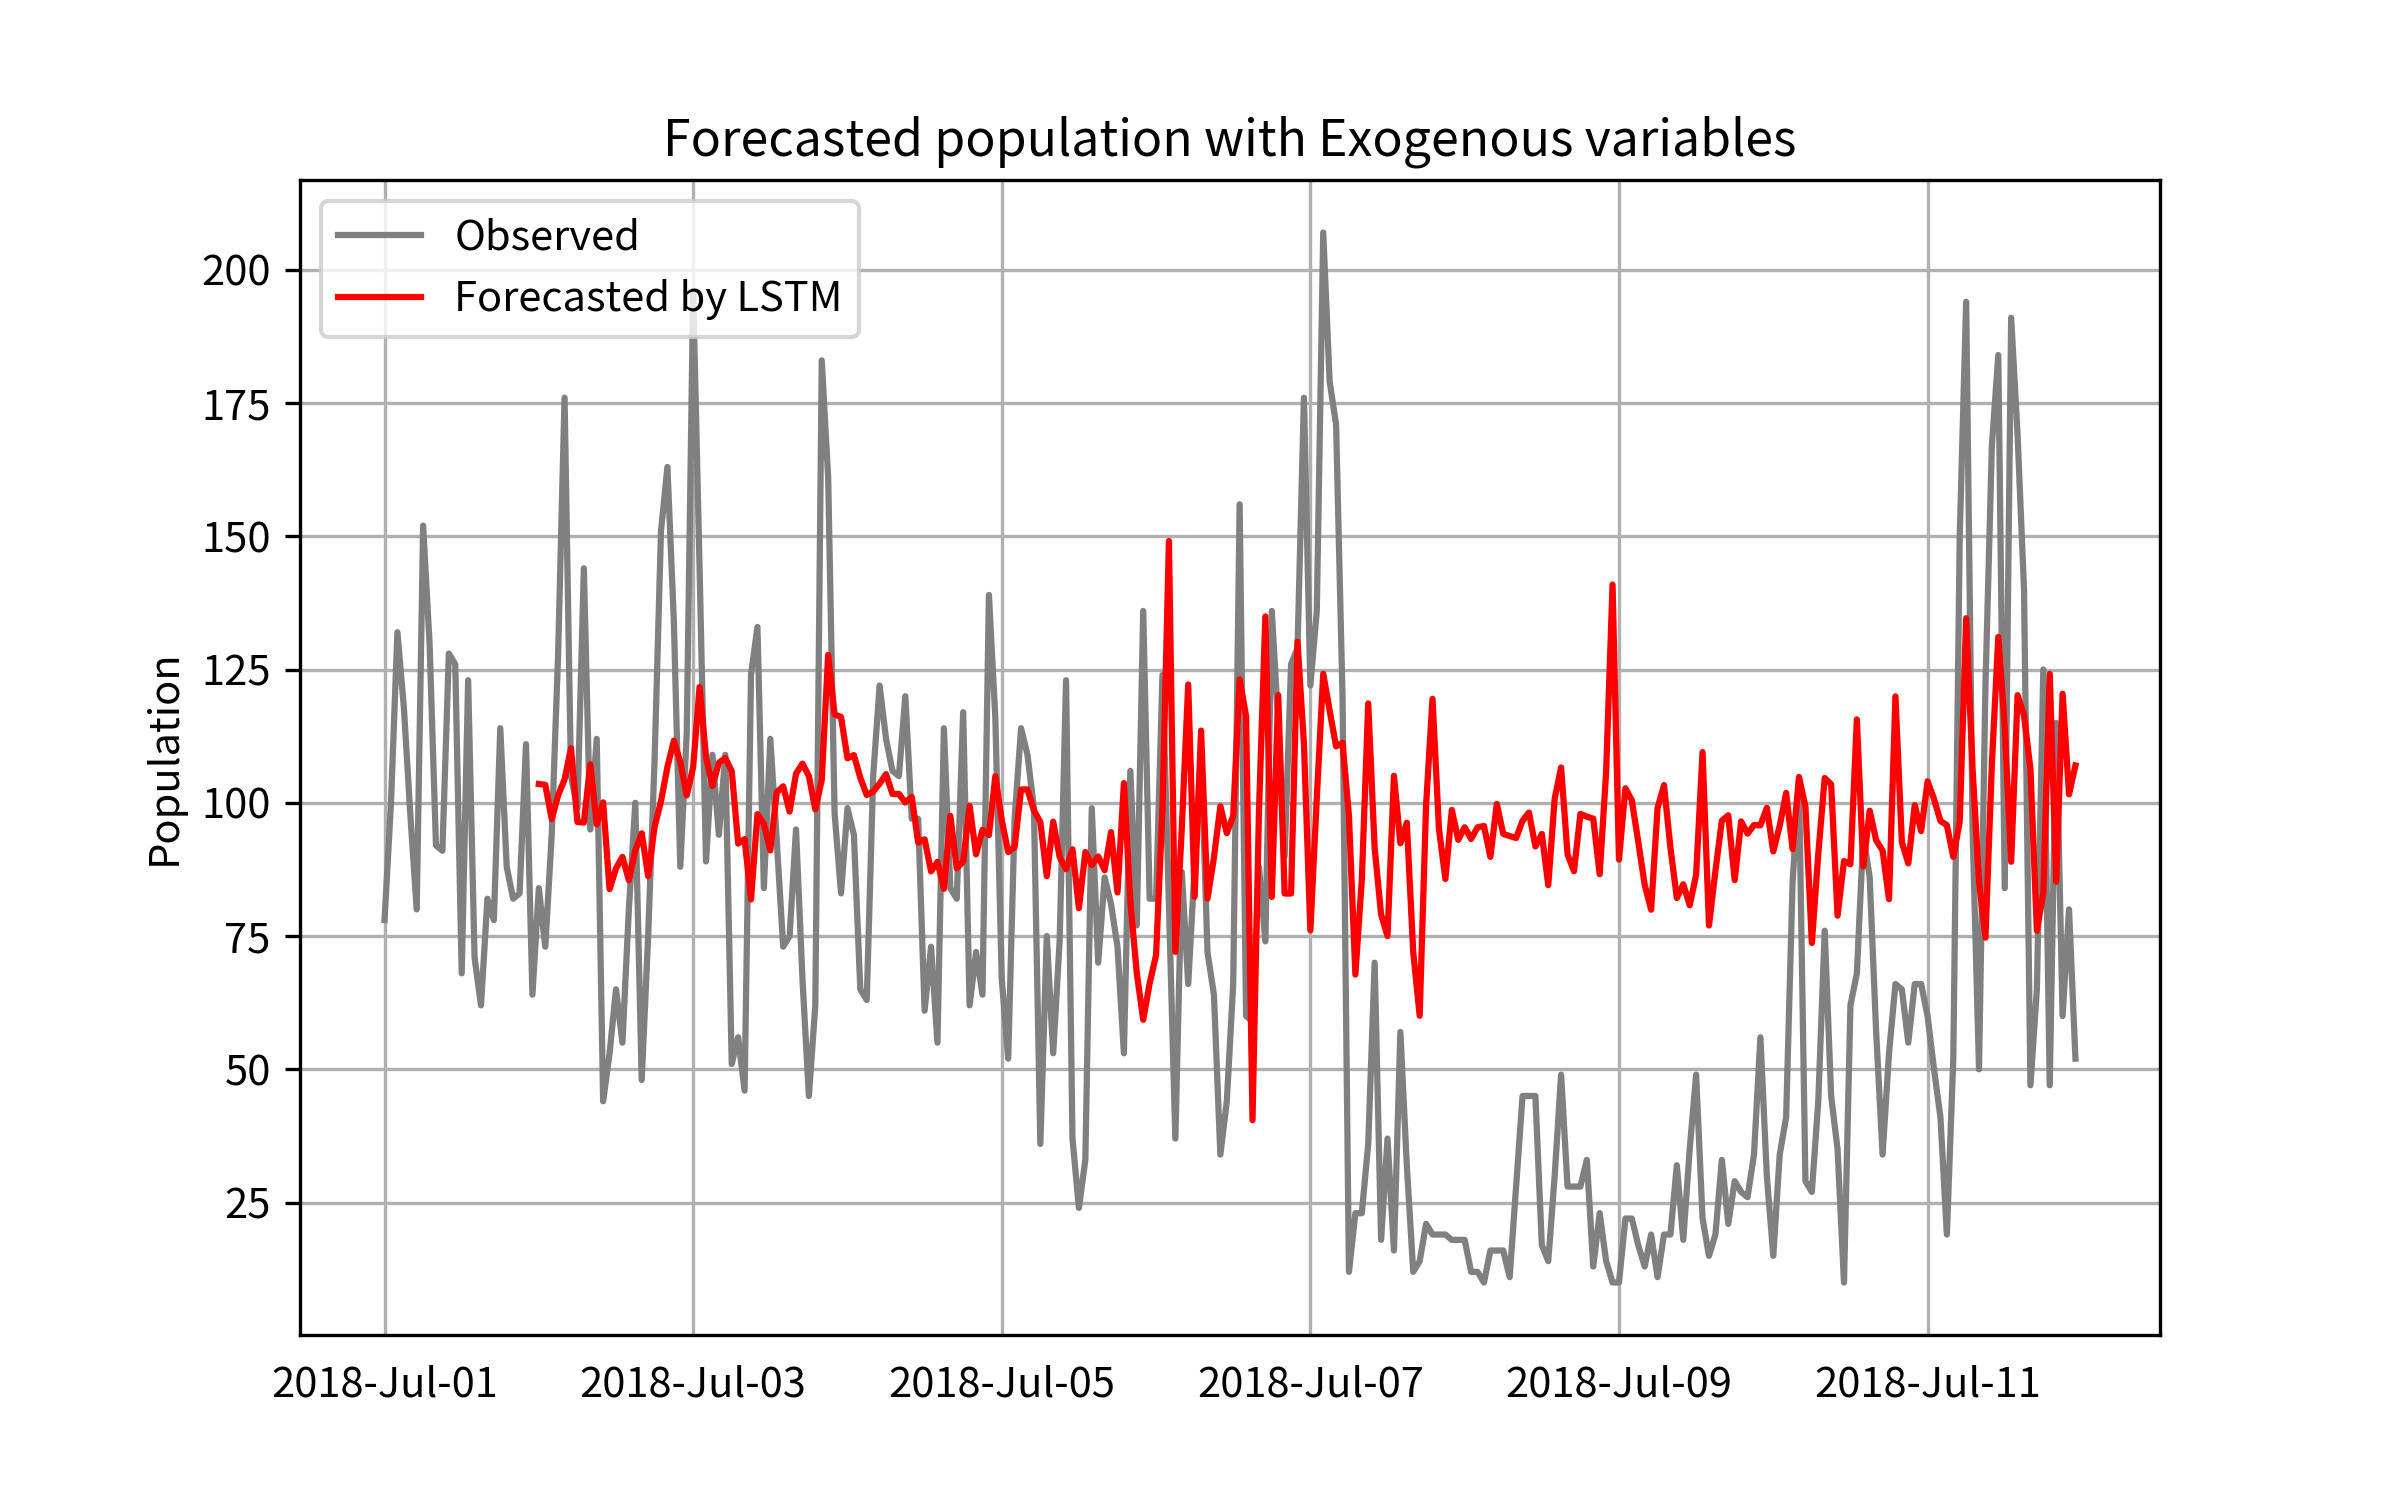 Forecasted population with Exogenous variables
Observed
Forecasted by LSTM
Population
200
175
150
125
100
75
50
25
2018-Jul-01
2018-Jul-03
2018-Jul-05
2018-Jul-07
2018-Jul-09
2018-Jul-11